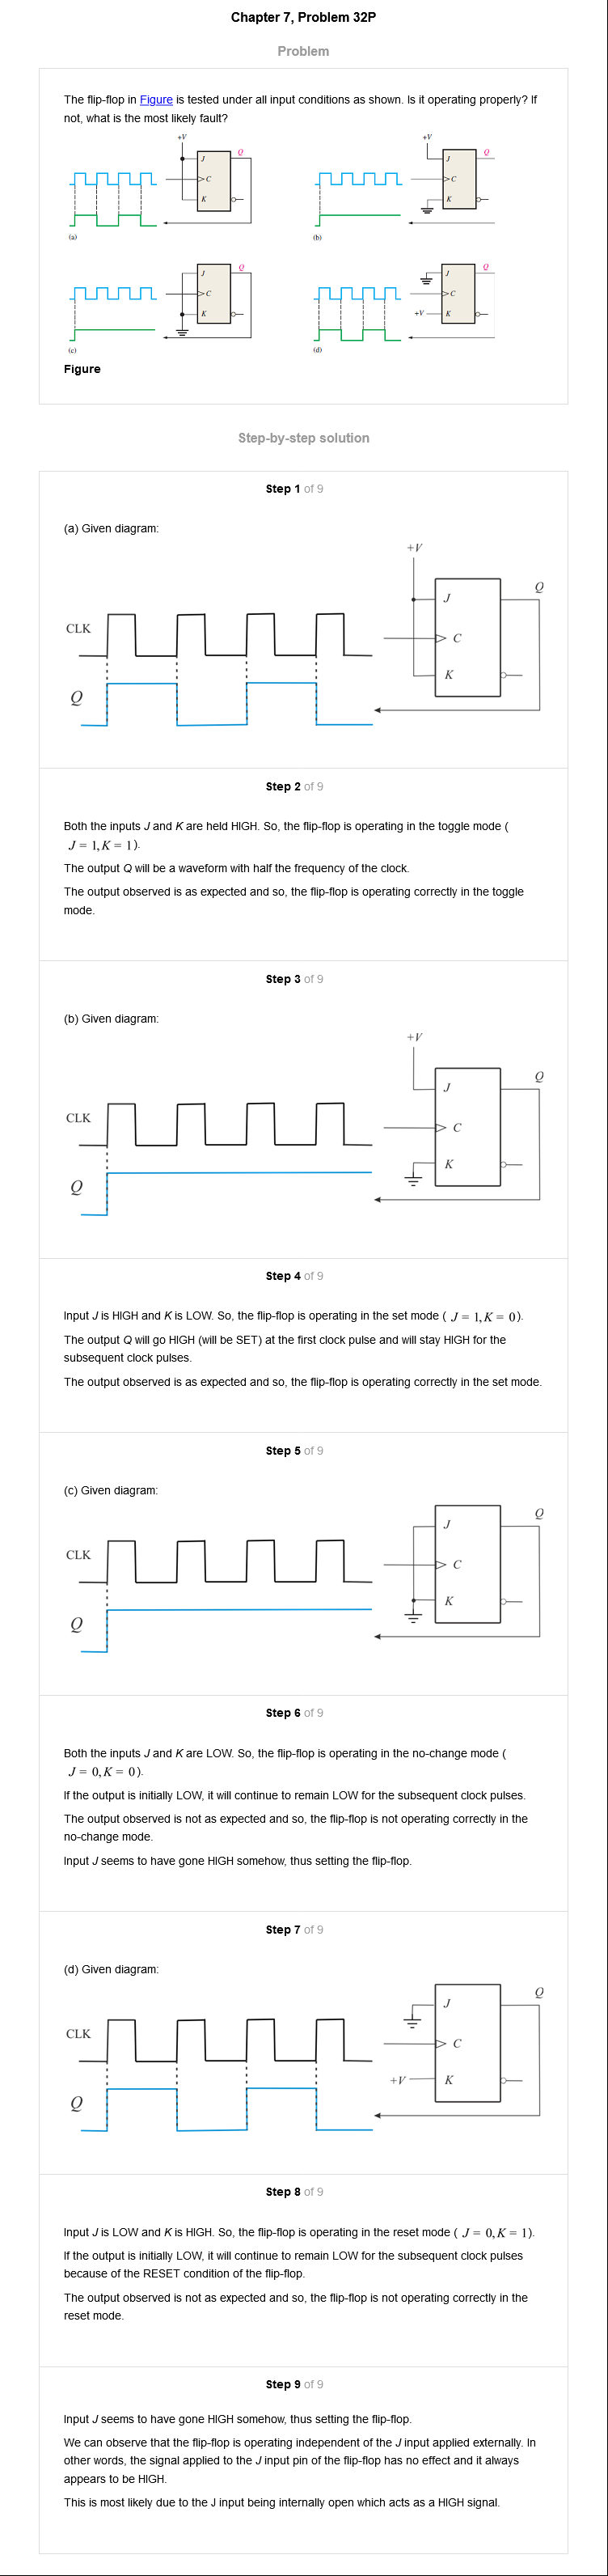 Chapter 7, Problem 32P
Problem
The flip-flop in Figure is tested under all input conditions as shown. Is it operating properly? If
not, what is the most likely fault?
+V
J
Q
C
K
(a)
+V
J
Q
C
K
(b)
J
Q
C
K
(c)
J
Q
C
+V
K
(d)
Figure
Step-by-step solution
Step 1 of 9
(a) Given diagram:
+V
Q
J
CLK
C
K
Q
Step 2 of 9
Both the inputs J and K are held HIGH. So, the flip-flop is operating in the toggle mode (
J = 1, K = 1).
The output Q will be a waveform with half the frequency of the clock.
The output observed is as expected and so, the flip-flop is operating correctly in the toggle
mode.
Step 3 of 9
(b) Given diagram:
+V
Q
J
CLK
C
K
Q
Step 4 of 9
Input J is HIGH and K is LOW. So, the flip-flop is operating in the set mode ( J = 1, K = 0).
The output Q will go HIGH (will be SET) at the first clock pulse and will stay HIGH for the
subsequent clock pulses.
The output observed is as expected and so, the flip-flop is operating correctly in the set mode.
Step 5 of 9
(c) Given diagram:
Q
J
CLK
C
K
Q
Step 6 of 9
Both the inputs J and K are LOW. So, the flip-flop is operating in the no-change mode (
J = 0, K = 0).
If the output is initially LOW, it will continue to remain LOW for the subsequent clock pulses.
The output observed is not as expected and so, the flip-flop is not operating correctly in the
no-change mode.
Input J seems to have gone HIGH somehow, thus setting the flip-flop.
Step 7 of 9
(d) Given diagram:
Q
J
CLK
C
+V
K
Q
Step 8 of 9
Input J is LOW and K is HIGH. So, the flip-flop is operating in the reset mode ( J = 0, K = 1).
If the output is initially LOW, it will continue to remain LOW for the subsequent clock pulses
because of the RESET condition of the flip-flop.
The output observed is not as expected and so, the flip-flop is not operating correctly in the
reset mode.
Step 9 of 9
Input J seems to have gone HIGH somehow, thus setting the flip-flop.
We can observe that the flip-flop is operating independent of the J input applied externally. In
other words, the signal applied to the J input pin of the flip-flop has no effect and it always
appears to be HIGH.
This is most likely due to the J input being internally open which acts as a HIGH signal.